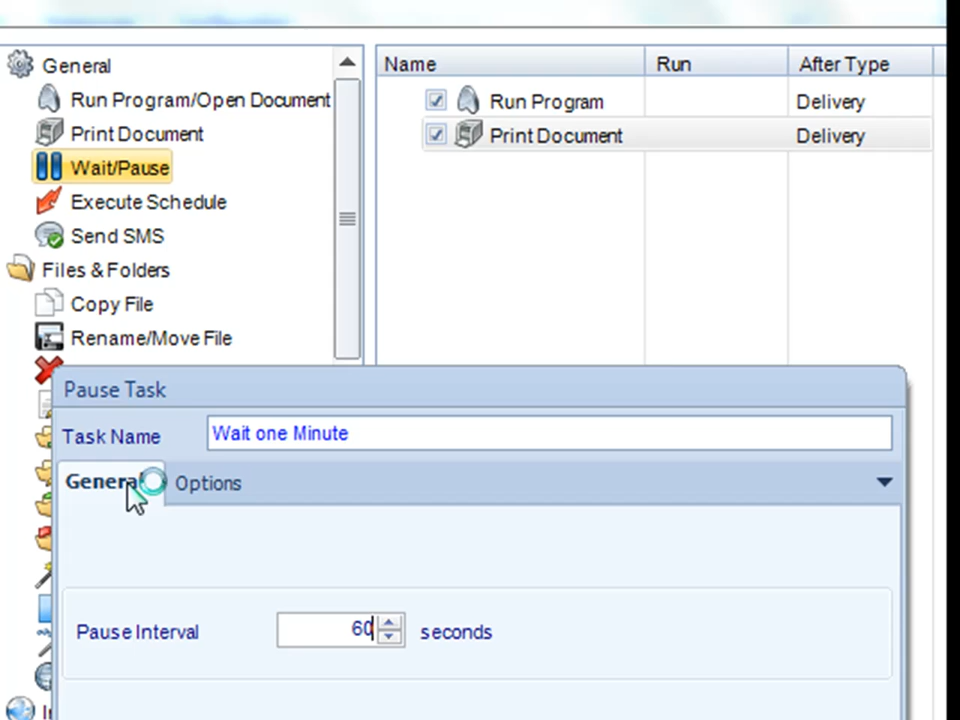 General
Run Program/Open Document
Print Document
Wait/Pause
Execute Schedule
Send SMS
Files & Folders
Copy File
Rename/Move File
Name Run After Type
Run Program Delivery
Print Document Delivery
Pause Task
Task Name Wait one Minute
General Options
Pause Interval 60 seconds